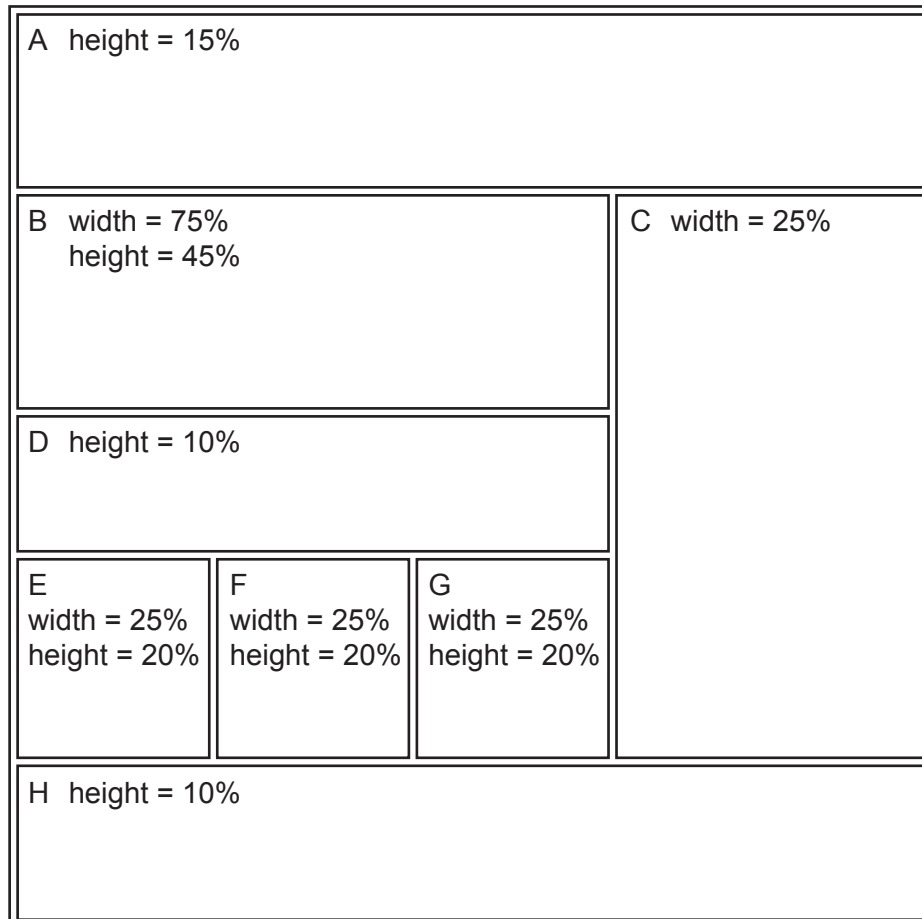 A height = 15%
B width = 75%
height = 45%
C width = 25%
D height = 10%
E
width = 25%
height = 20%
F
width = 25%
height = 20%
G
width = 25%
height = 20%
H height = 10%